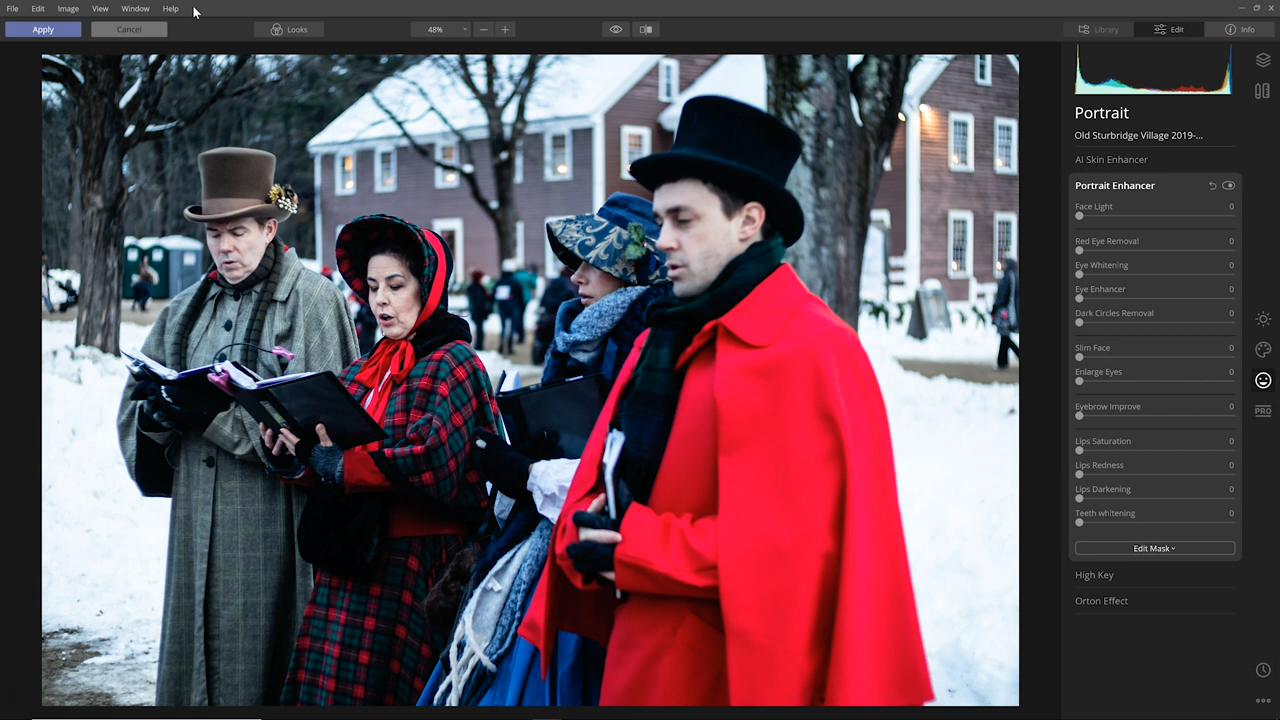 File Edit Image View Window Help
Apply Cancel Looks 48% Library Edit Info
Portrait
Old Sturbridge Village 2019-...
AI Skin Enhancer
Portrait Enhancer
Face Light 0
Red Eye Removal 0
Eye Whitening 0
Eye Enhancer 0
Dark Circles Removal 0
Slim Face 0
Enlarge Eyes 0
Eyebrow Improve 0
PRO
Lips Saturation 0
Lips Redness 0
Lips Darkening 0
Teeth whitening 0
Edit Mask
High Key
Orton Effect